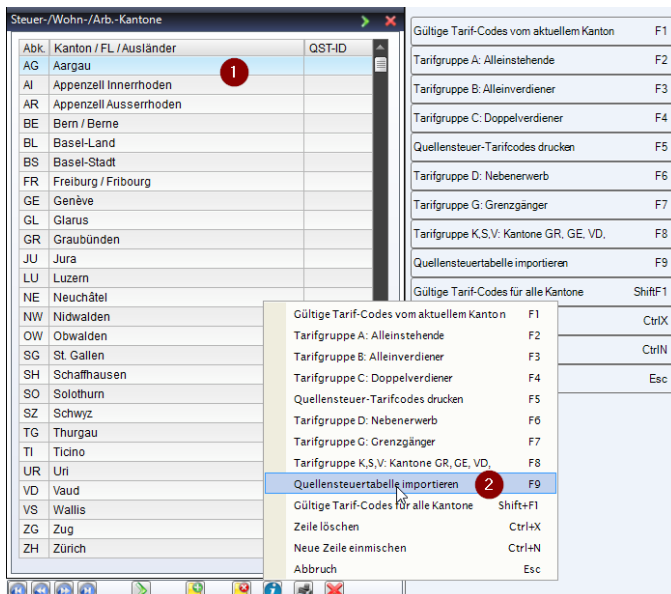 Steuer-/Wohn-/Arb.-Kantone
Abk. Kanton / FL / Ausländer QST-ID
AG Aargau
1
AI Appenzell Innerrhoden
AR Appenzell Ausserrhoden
BE Bern / Berne
BL Basel-Land
BS Basel-Stadt
FR Freiburg / Fribourg
GE Genève
GL Glarus
GR Graubünden
JU Jura
LU Luzern
NE Neuchâtel
NW Nidwalden
OW Obwalden
SG St. Gallen
SH Schaffhausen
SO Solothurn
SZ Schwyz
TG Thurgau
TI Ticino
UR Uri
VD Vaud
VS Wallis
ZG Zug
ZH Zürich
Gültige Tarif-Codes vom aktuellem Kanton F1
Tarifgruppe A: Alleinstehende F2
Tarifgruppe B: Alleinverdiener F3
Tarifgruppe C: Doppelverdiener F4
Quellensteuer-Tarifcodes drucken F5
Tarifgruppe D: Nebenerwerb F6
Tarifgruppe G: Grenzgänger F7
Tarifgruppe K,S,V: Kantone GR, GE, VD, F8
Quellensteuertabelle importieren F9
2
Gültige Tarif-Codes für alle Kantone Shift+F1
Zeile löschen Ctrl+X
Neue Zeile einmischen Ctrl+N
Abbruch Esc
Gültige Tarif-Codes vom aktuellem Kanton F1
Tarifgruppe A: Alleinstehende F2
Tarifgruppe B: Alleinverdiener F3
Tarifgruppe C: Doppelverdiener F4
Quellensteuer-Tarifcodes drucken F5
Tarifgruppe D: Nebenerwerb F6
Tarifgruppe G: Grenzgänger F7
Tarifgruppe K,S,V: Kantone GR, GE, VD, F8
Quellensteuertabelle importieren F9
Gültige Tarif-Codes für alle Kantone ShiftF1
CtrlX
CtrlN
Esc